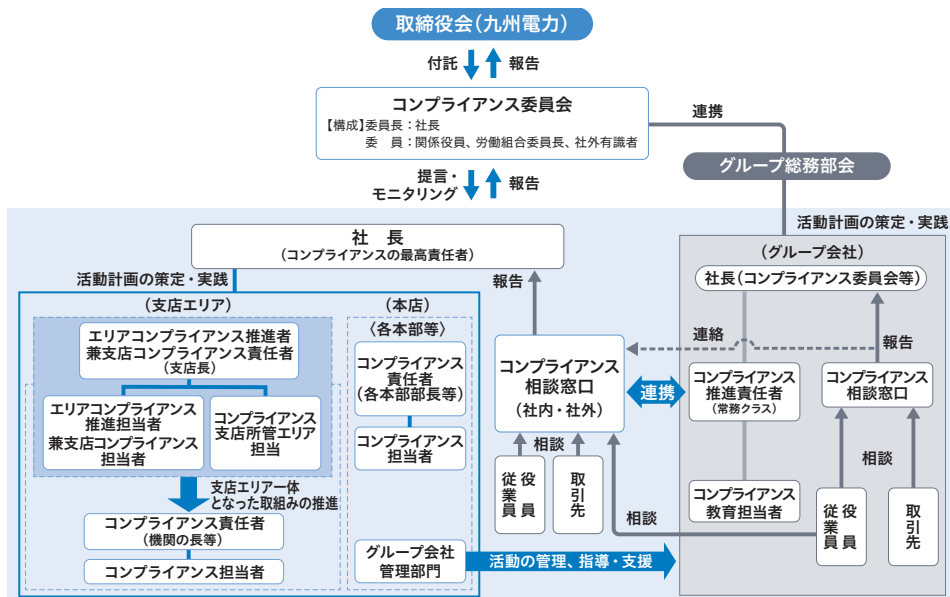 取締役会（九州電力）
付託
報告
コンプライアンス委員会
【構成】委員長：社長
委　員：関係役員、労働組合委員長、社外有識者
連携
グループ総務部会
提言・
モニタリング
報告
社　長
（コンプライアンスの最高責任者）
活動計画の策定・実践
（支店エリア）
エリアコンプライアンス推進者
兼支店コンプライアンス責任者
（支店長）
エリアコンプライアンス
推進担当者
兼支店コンプライアンス
担当者
コンプライアンス
支店所管エリア
担当
支店エリア一体
となった取組みの推進
コンプライアンス責任者
（機関の長等）
コンプライアンス担当者
（本店）
〈各本部等〉
コンプライアンス
責任者
（各本部部長等）
コンプライアンス
担当者
グループ会社
管理部門
活動の管理、指導・支援
報告
コンプライアンス
相談窓口
（社内・社外）
相談
役員
従業員
取引先
連携
連絡
相談
活動計画の策定・実践
（グループ会社）
社長（コンプライアンス委員会等）
報告
コンプライアンス
推進責任者
（常務クラス）
コンプライアンス
教育担当者
コンプライアンス
相談窓口
相談
役員
従業員
取引先